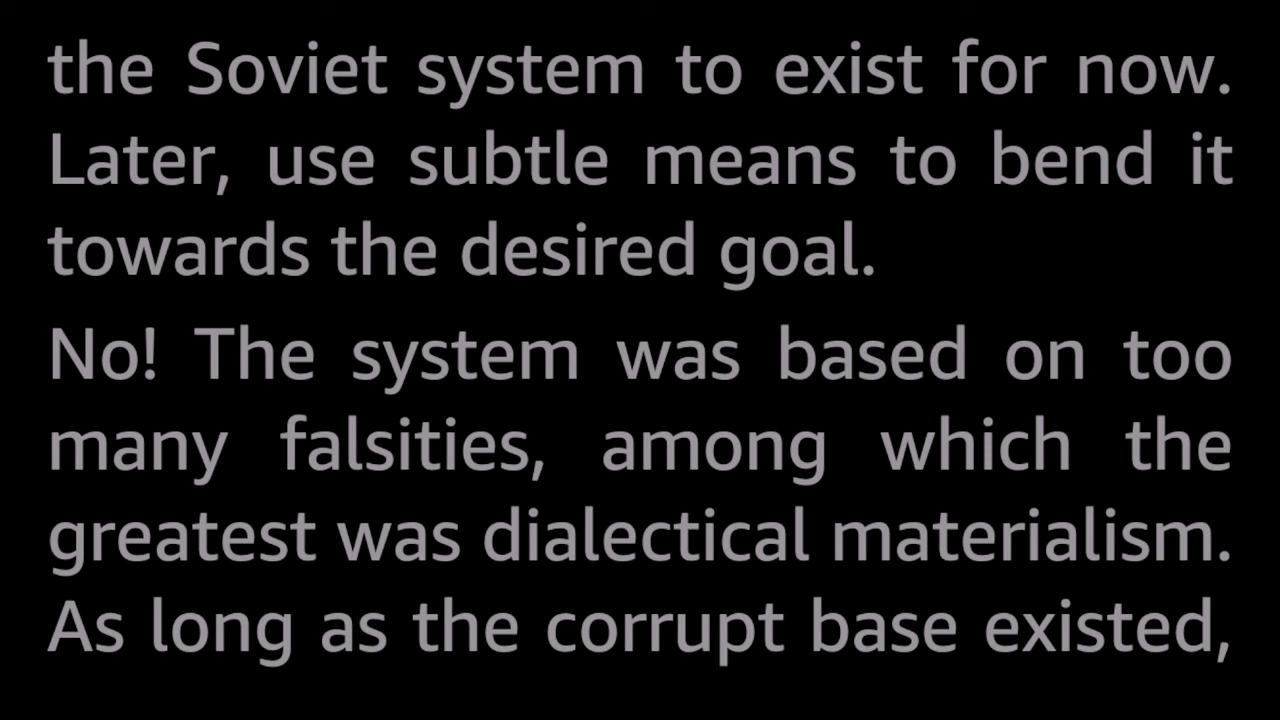 the Soviet system to exist for now.
Later, use subtle means to bend it
towards the desired goal.
No! The system was based on too
many falsities, among which the
greatest was dialectical materialism.
As long as the corrupt base existed,